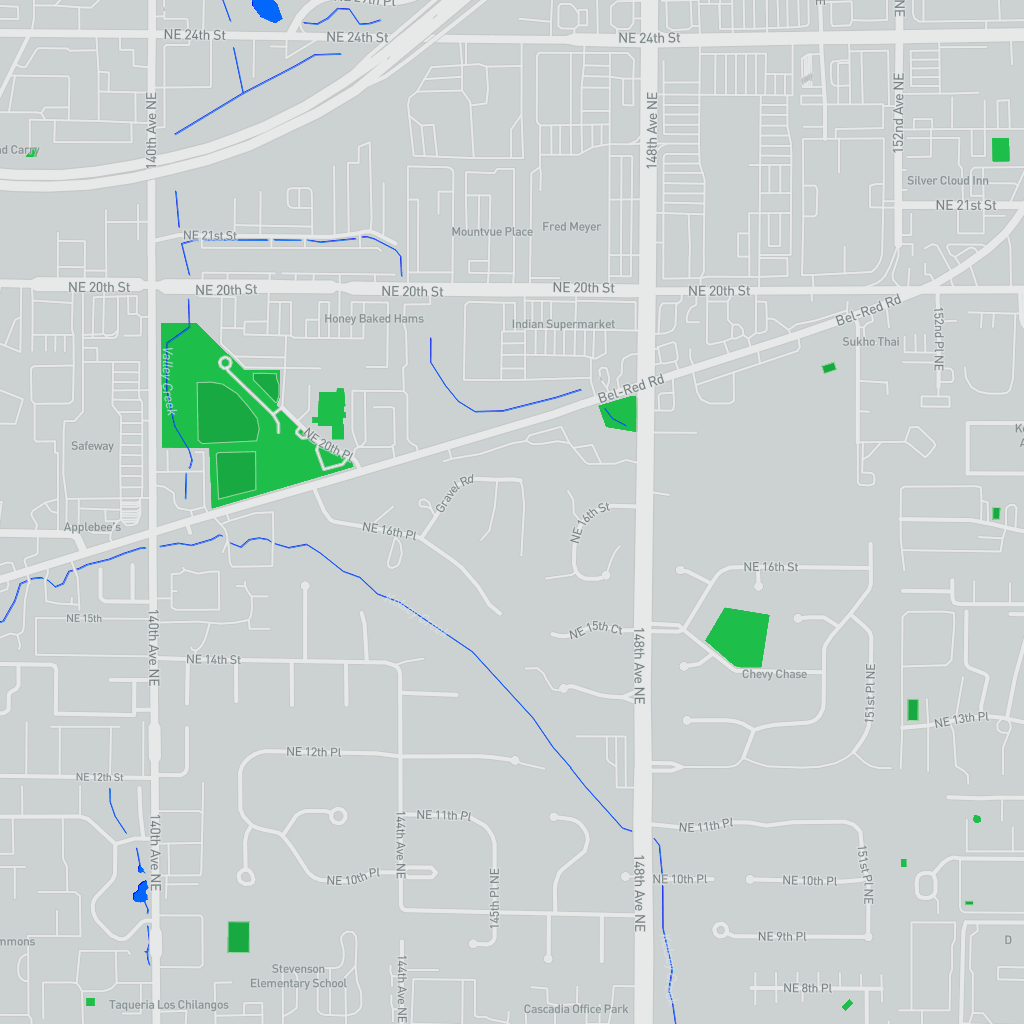 NE 24th St
NE 24th St
NE 24th St
140th Ave NE
148th Ave NE
152nd Ave NE
Silver Cloud Inn
NE 21st St
NE 21st St
Mountvue Place
Fred Meyer
NE 20th St
NE 20th St
NE 20th St
NE 20th St
NE 20th St
Bel-Red Rd
Honey Baked Hams
Indian Supermarket
152nd Pl NE
Sukho Thai
Valley Creek
Bel-Red Rd
NE 20th Pl
Safeway
Gravel Rd
Applebee's
NE 16th Pl
NE 16th St
NE 16th St
NE 15th
140th Ave NE
NE 15th Ct
148th Ave NE
NE 14th St
Chevy Chase
151st Pl NE
NE 13th Pl
NE 12th Pl
NE 12th St
140th Ave NE
144th Ave NE
NE 11th Pl
NE 11th Pl
148th Ave NE
151st Pl NE
NE 10th Pl
145th Pl NE
NE 10th Pl
NE 10th Pl
NE 9th Pl
D
Stevenson
Elementary School
144th Ave NE
NE 8th Pl
Taqueria Los Chilangos
Cascadia Office Park